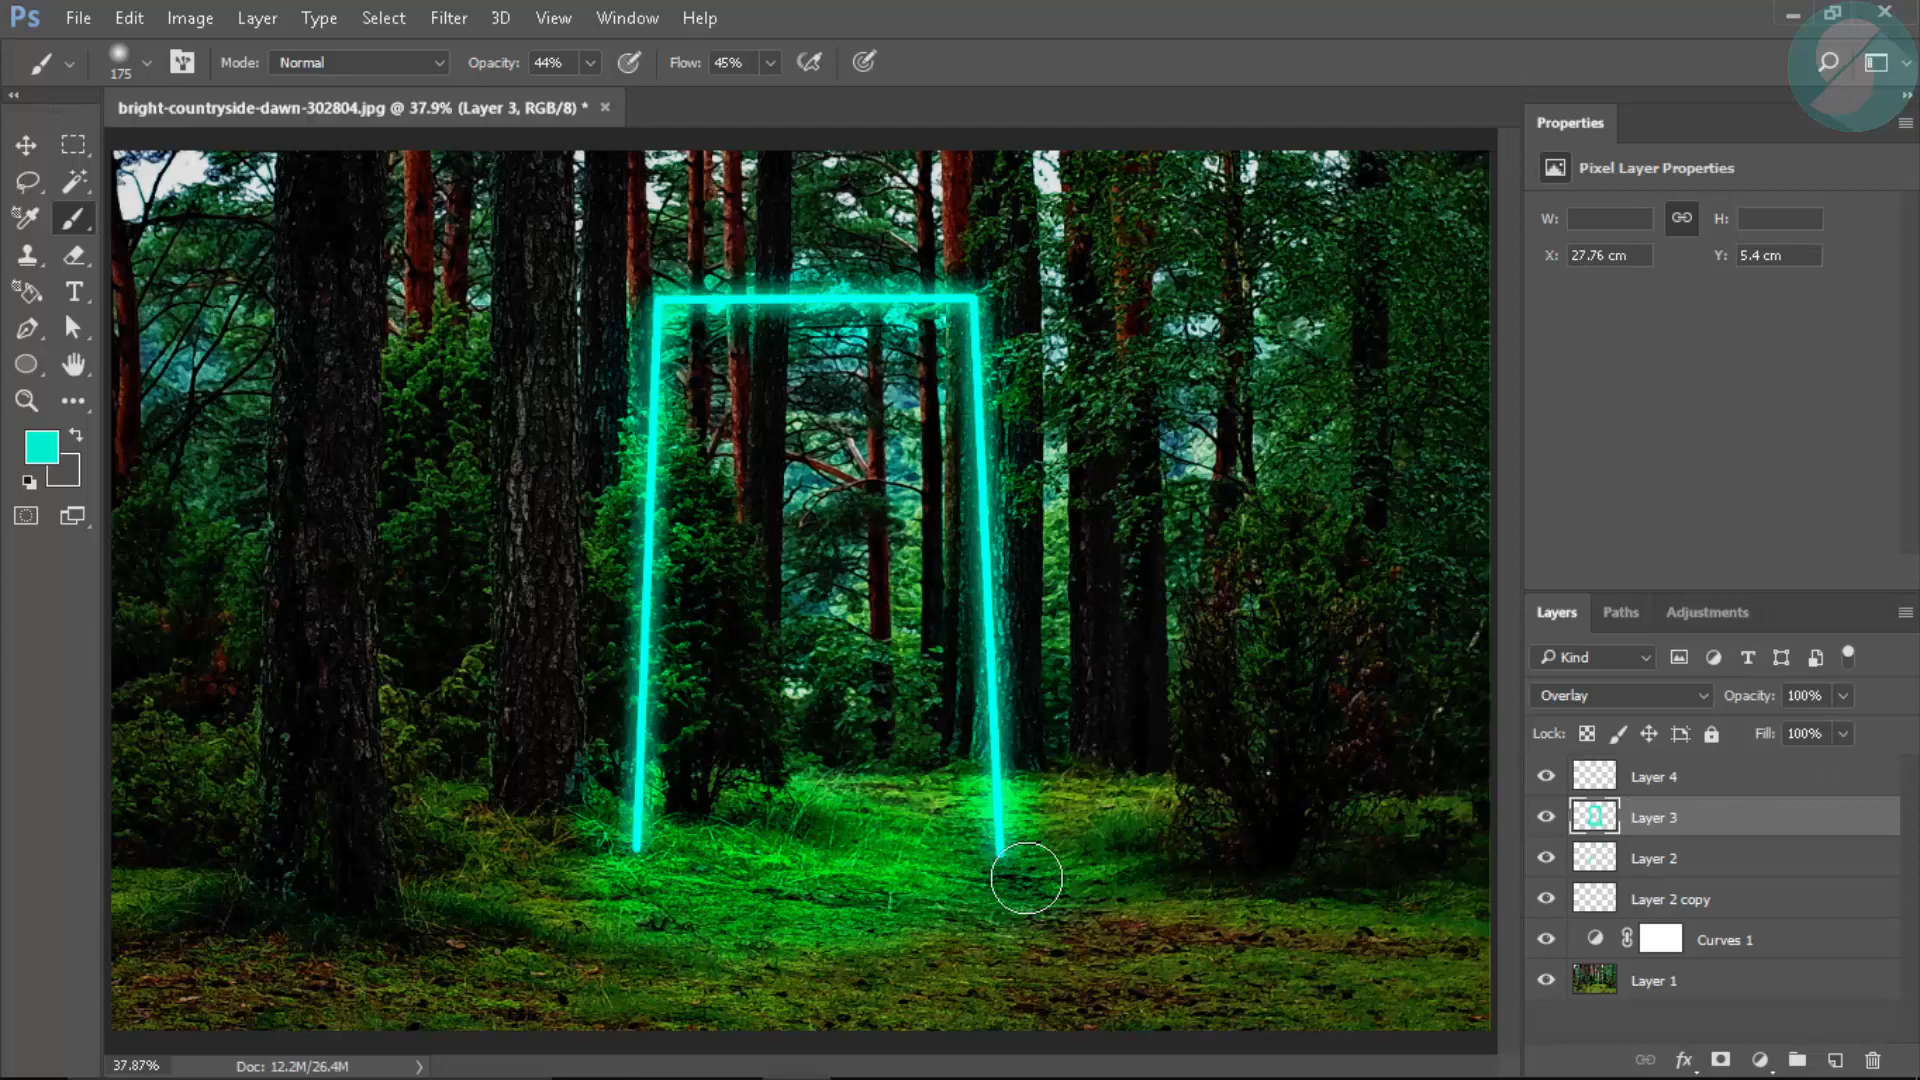 Ps File Edit Image Layer Type Select Filter 3D View Window Help
175 Mode: Normal Opacity: 44% Flow: 45%
bright-countryside-dawn-302804.jpg @ 37.9% (Layer 3, RGB/8) *
Properties
Pixel Layer Properties
W: H:
X: 27.76 cm Y: 5.4 cm
Layers Paths Adjustments
Kind
Overlay Opacity: 100%
Lock: Fill: 100%
Layer 4
Layer 3
Layer 2
Layer 2 copy
Curves 1
Layer 1
37.87% Doc: 12.2M/26.4M